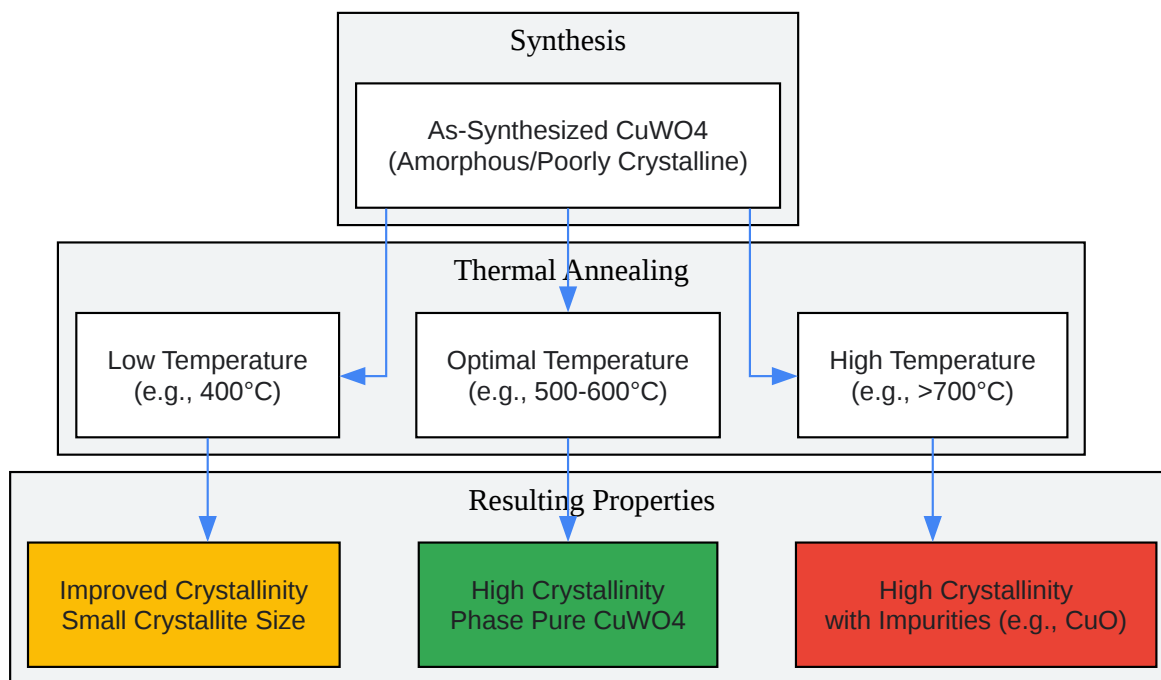 Synthesis
As-Synthesized CuWO4
(Amorphous/Poorly Crystalline)
Thermal Annealing
Low Temperature
(e.g., 400°C)
Optimal Temperature
(e.g., 500-600°C)
High Temperature
(e.g., >700°C)
Resulting Properties
Improved Crystallinity
Small Crystallite Size
High Crystallinity
Phase Pure CuWO4
High Crystallinity
with Impurities (e.g., CuO)